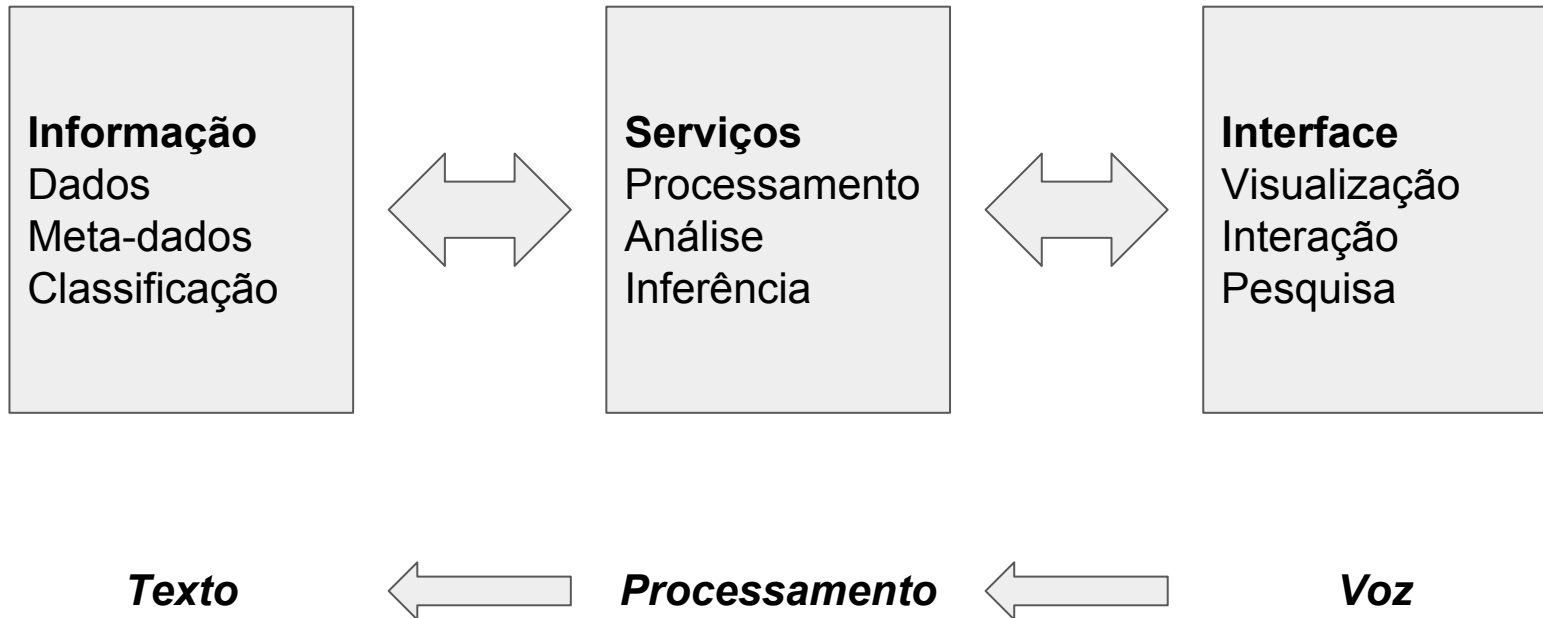 Informação
Dados
Meta-dados
Classificação
Serviços
Processamento
Análise
Inferência
Interface
Visualização
Interação
Pesquisa
Texto
Processamento
Voz